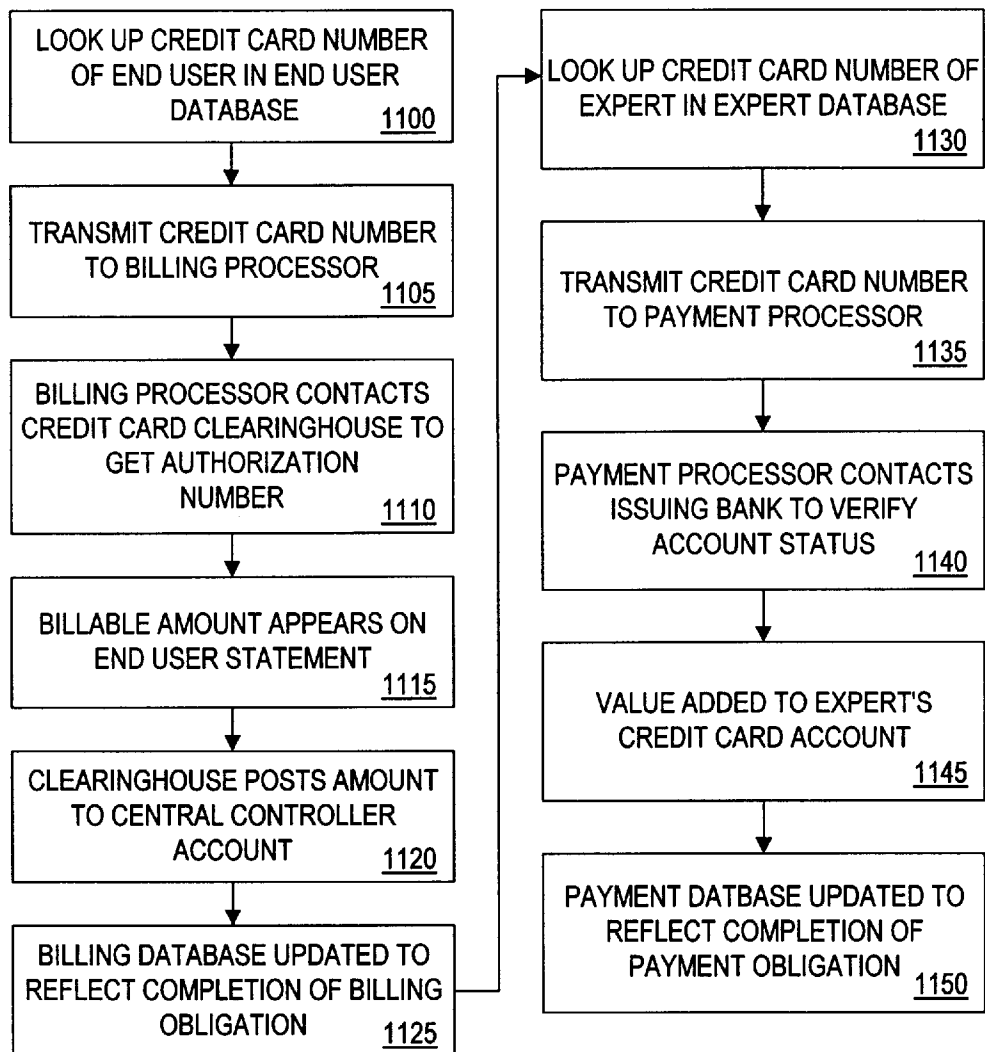 LOOK UP CREDIT CARD NUMBER
OF END USER IN END USER
DATABASE
1100
TRANSMIT CREDIT CARD NUMBER
TO BILLING PROCESSOR
1105
BILLING PROCESSOR CONTACTS
CREDIT CARD CLEARINGHOUSE TO
GET AUTHORIZATION
NUMBER
1110
BILLABLE AMOUNT APPEARS ON
END USER STATEMENT
1115
CLEARINGHOUSE POSTS AMOUNT
TO CENTRAL CONTROLLER
ACCOUNT
1120
BILLING DATABASE UPDATED TO
REFLECT COMPLETION OF BILLING
OBLIGATION
1125
LOOK UP CREDIT CARD NUMBER OF
EXPERT IN EXPERT DATABASE
1130
TRANSMIT CREDIT CARD NUMBER
TO PAYMENT PROCESSOR
1135
PAYMENT PROCESSOR CONTACTS
ISSUING BANK TO VERIFY
ACCOUNT STATUS
1140
VALUE ADDED TO EXPERT'S
CREDIT CARD ACCOUNT
1145
PAYMENT DATBASE UPDATED TO
REFLECT COMPLETION OF
PAYMENT OBLIGATION
1150